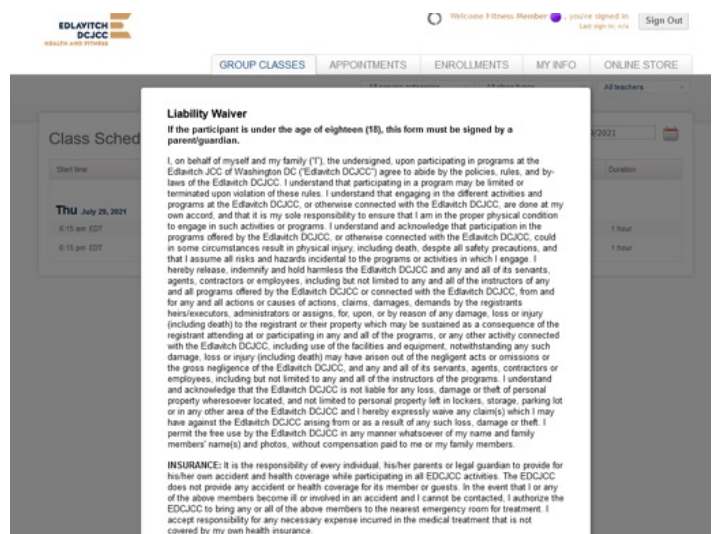 EDLAVITCH
DCJCC
HEALTH AND FITNESS
Welcome Fitness Member , you're signed in
Last sign-in: n/a
Sign Out
GROUP CLASSES
APPOINTMENTS
ENROLLMENTS
MY INFO
ONLINE STORE
All teachers
Class Sched
/2021
Start time
Duration
Thu July 29, 2021
6:15 am EDT
1 hour
6:15 pm EDT
1 hour
Liability Waiver
If the participant is under the age of eighteen (18), this form must be signed by a
parent/guardian.
I, on behalf of myself and my family ("I"), the undersigned, upon participating in programs at the
Edlavitch JCC of Washington DC ("Edlavitch DCJCC") agree to abide by the policies, rules, and by-
laws of the Edlavitch DCJCC. I understand that participating in a program may be limited or
terminated upon violation of these rules. I understand that engaging in the different activities and
programs at the Edlavitch DCJCC, or otherwise connected with the Edlavitch DCJCC, are done at my
own accord, and that it is my sole responsibility to ensure that I am in the proper physical condition
to engage in such activities or programs. I understand and acknowledge that participation in the
programs offered by the Edlavitch DCJCC, or otherwise connected with the Edlavitch DCJCC, could
in some circumstances result in physical injury, including death, despite all safety precautions, and
that I assume all risks and hazards incidental to the programs or activities in which I engage. I
hereby release, indemnify and hold harmless the Edlavitch DCJCC and any and all of its servants,
agents, contractors or employees, including but not limited to any and all of the instructors of any
and all programs offered by the Edlavitch DCJCC or connected with the Edlavitch DCJCC, from and
for any and all actions or causes of actions, claims, damages, demands by the registrants
heirs/executors, administrators or assigns, for, upon, or by reason of any damage, loss or injury
(including death) to the registrant or their property which may be sustained as a consequence of the
registrant attending at or participating in any and all of the programs, or any other activity connected
with the Edlavitch DCJCC, including use of the facilities and equipment, notwithstanding any such
damage, loss or injury (including death) may have arisen out of the negligent acts or omissions or
the gross negligence of the Edlavitch DCJCC, and any and all of its servants, agents, contractors or
employees, including but not limited to any and all of the instructors of the programs. I understand
and acknowledge that the Edlavitch DCJCC is not liable for any loss, damage or theft of personal
property wheresoever located, and not limited to personal property left in lockers, storage, parking lot
or in any other area of the Edlavitch DCJCC and I hereby expressly waive any claim(s) which I may
have against the Edlavitch DCJCC arising from or as a result of any such loss, damage or theft. I
permit the free use by the Edlavitch DCJCC in any manner whatsoever of my name and family
members' name(s) and photos, without compensation paid to me or my family members.
INSURANCE: It is the responsibility of every individual, his/her parents or legal guardian to provide for
his/her own accident and health coverage while participating in all EDCJCC activities. The EDCJCC
does not provide any accident or health coverage for its member or guests. In the event that I or any
of the above members become ill or involved in an accident and I cannot be contacted, I authorize the
EDCJCC to bring any or all of the above members to the nearest emergency room for treatment. I
accept responsibility for any necessary expense incurred in the medical treatment that is not
covered by my own health insurance.